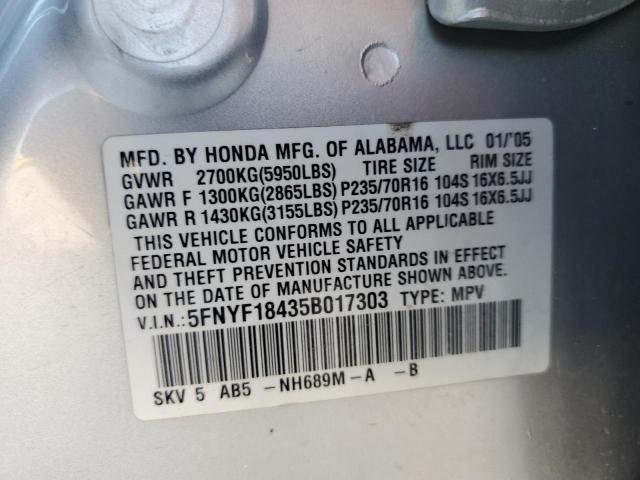 MFD. BY HONDA MFG. OF ALABAMA, LLC 01/'05
GVWR 2700KG(5950LBS) TIRE SIZE RIM SIZE
GAWR F 1300KG(2865LBS) P235/70R16 104S 16X6.5JJ
GAWR R 1430KG(3155LBS) P235/70R16 104S 16X6.5JJ
THIS VEHICLE CONFORMS TO ALL APPLICABLE
FEDERAL MOTOR VEHICLE SAFETY
AND THEFT PREVENTION STANDARDS IN EFFECT
ON THE DATE OF MANUFACTURE SHOWN ABOVE.
V.I.N.:5FNYF18435B017303 TYPE: MPV
SKV 5 AB5 -NH689M-A -B